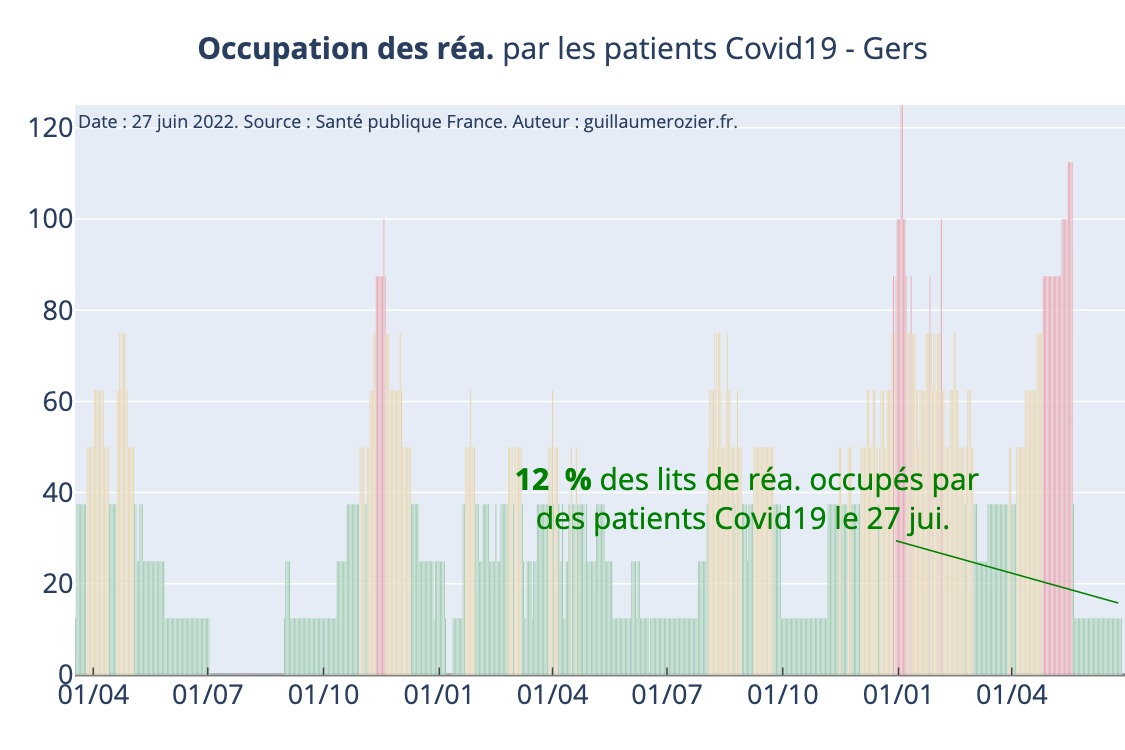 Occupation des réa. par les patients Covid19 - Gers
Date : 27 juin 2022. Source : Santé publique France. Auteur : guillaumerozier.fr.
120
100
80
60
40
20
0
12 % des lits de réa. occupés par
des patients Covid19 le 27 jui.
01/04 01/07 01/10 01/01 01/04 01/07 01/10 01/01 01/04